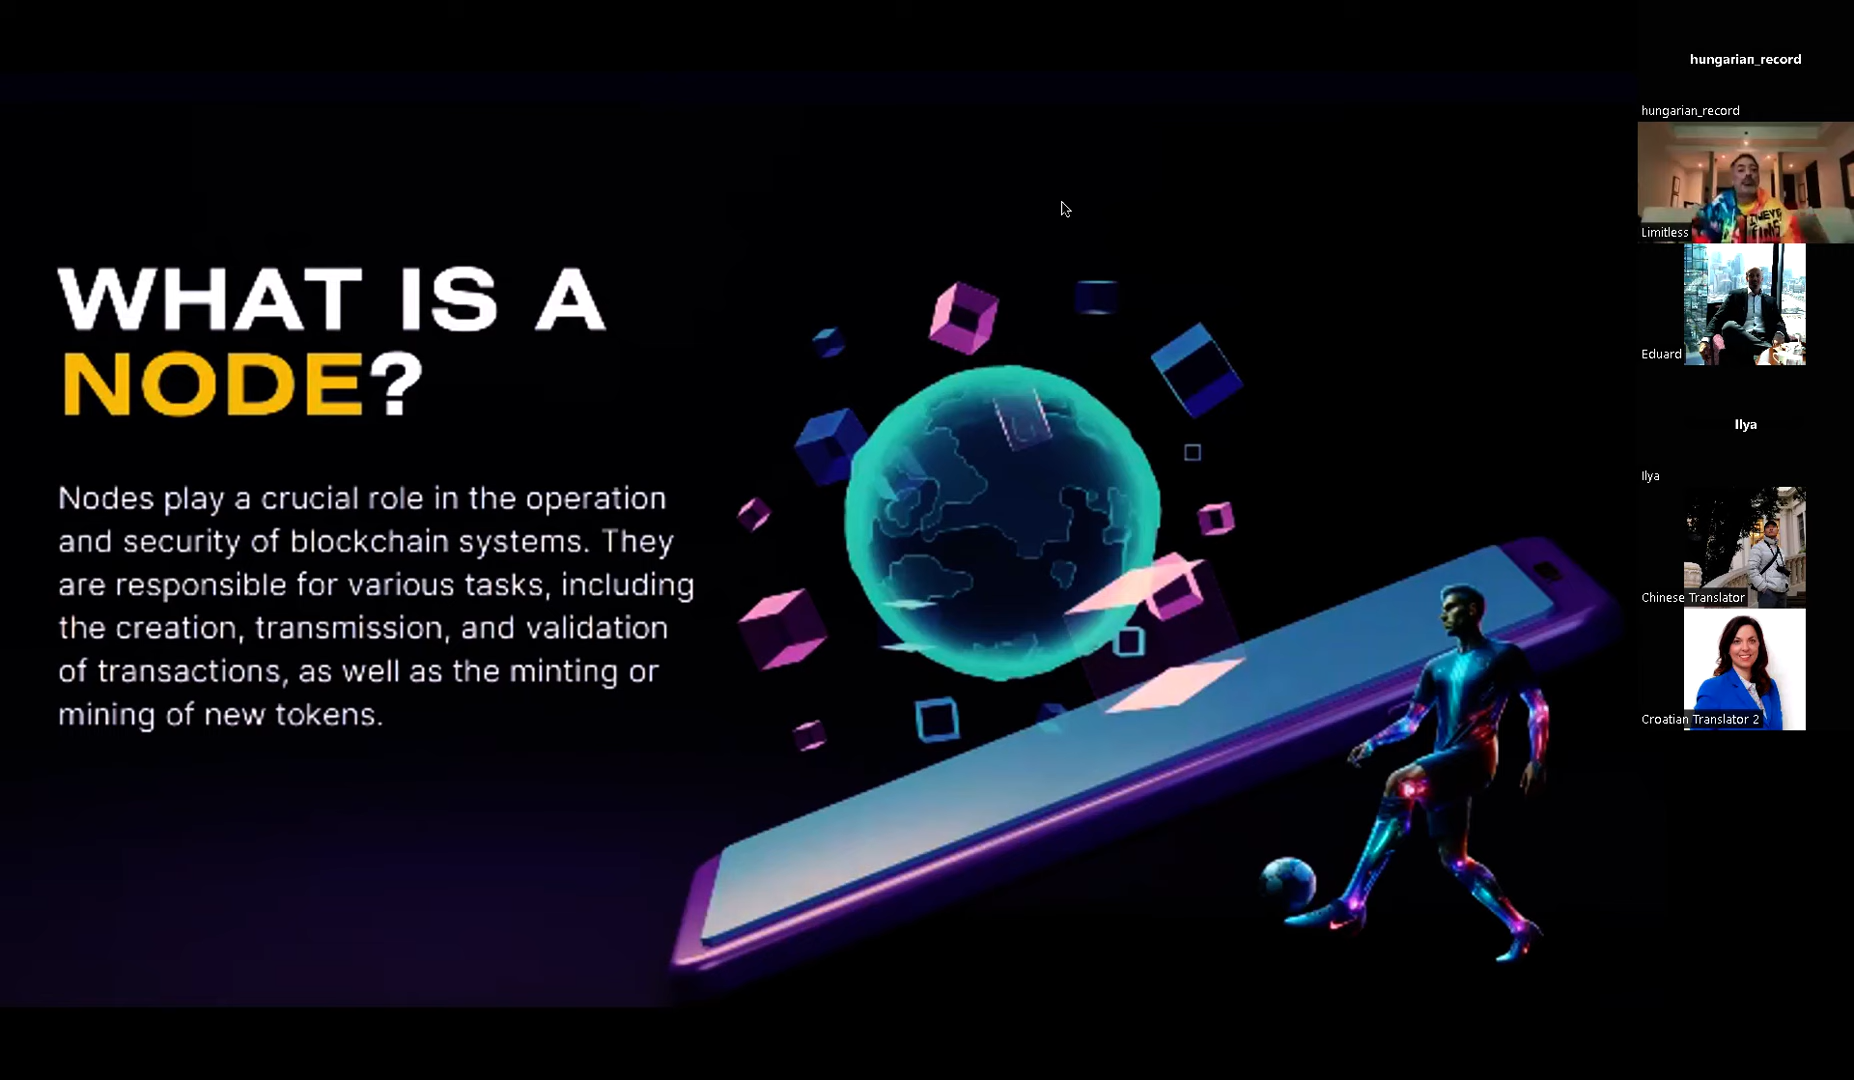 WHAT IS A
NODE?
Nodes play a crucial role in the operation
and security of blockchain systems. They
are responsible for various tasks, including
the creation, transmission, and validation
of transactions, as well as the minting or
mining of new tokens.
hungarian_record
hungarian_record
Limitless
Eduard
Ilya
Ilya
Chinese Translator
Croatian Translator 2